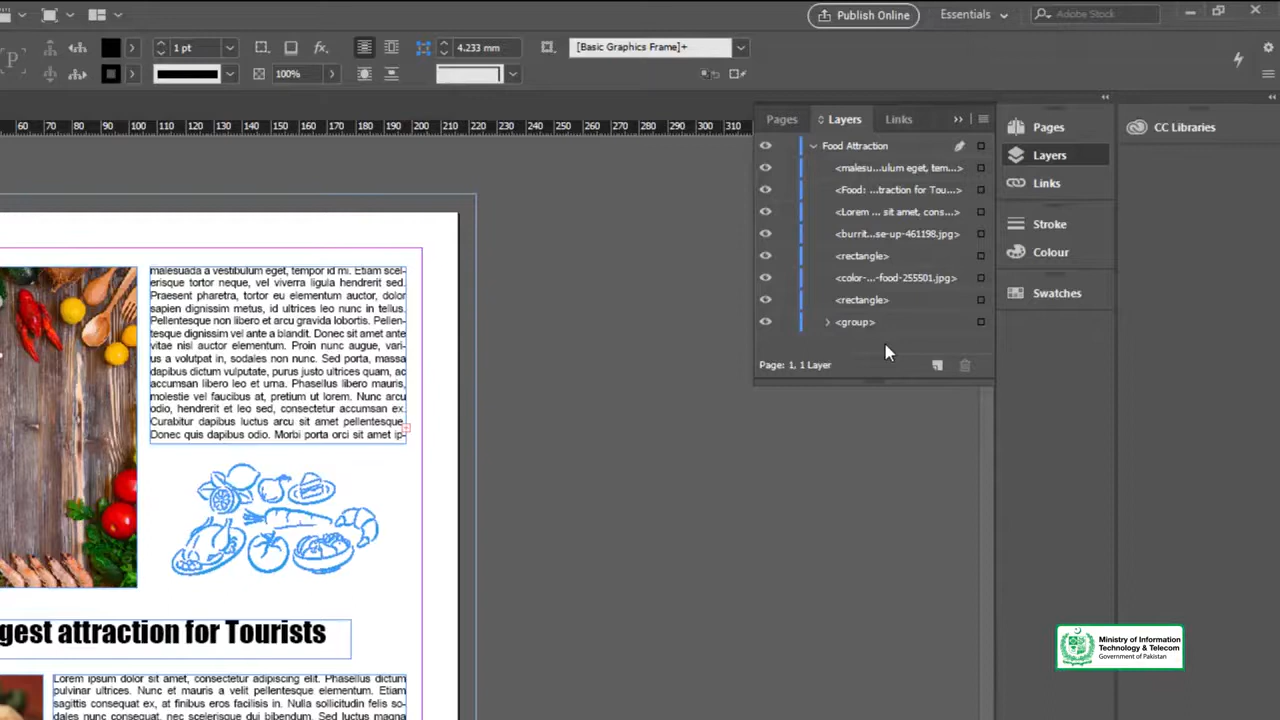 Publish Online
Essentials
Adobe Stock
P
fx.
1 pt
4.233 mm
[Basic Graphics Frame]+
100%
60 70 80 90 100 110 120 130 140 150 160 170 180 190 200 210 220 230 240 250 260 270 280 290 300 310
Pages
Layers
Links
Food Attraction
<malesu...ulum eget, tem...>
<Food: ...traction for Tou...>
<Lorem ... sit amet, cons...>
<burrit...se-up-461198.jpg>
<rectangle>
<color-...-food-255501.jpg>
<rectangle>
<group>
Page: 1, 1 Layer
Pages
Layers
Links
Stroke
Colour
Swatches
CC Libraries
malesuada a vestibulum eget, tempor id mi. Etiam scel-
erisque tortor neque, vel viverra ligula hendrerit sed.
Praesent pharetra, tortor eu elementum auctor, dolor
sapien dignissim metus, id ultrices leo nunc in tellus.
Pellentesque non libero et arcu gravida lobortis. Pellen-
tesque dignissim vel ante a blandit. Donec sit amet ante
vitae nisl auctor elementum. Proin nunc augue, vari-
us a volutpat in, sodales non nunc. Sed porta, massa
dapibus dictum vulputate, purus justo ultrices quam, ac
accumsan libero leo et urna. Phasellus libero mauris,
molestie vel faucibus at, pretium ut lorem. Nunc arcu
odio, hendrerit et leo sed, consectetur accumsan ex.
Curabitur dapibus luctus arcu sit amet pellentesque.
Donec quis dapibus odio. Morbi porta orci sit amet ip-
gest attraction for Tourists
Lorem ipsum dolor sit amet, consectetur adipiscing elit. Phasellus dictum
pulvinar ultrices. Nunc et mauris a velit pellentesque elementum. Etiam
sagittis consequat ex, at finibus eros facilisis in. Nulla sollicitudin felis so-
dales nunc consequat, nec scelerisque dui bibendum. Sed luctus magna
Ministry of Information
Technology & Telecom
Government of Pakistan